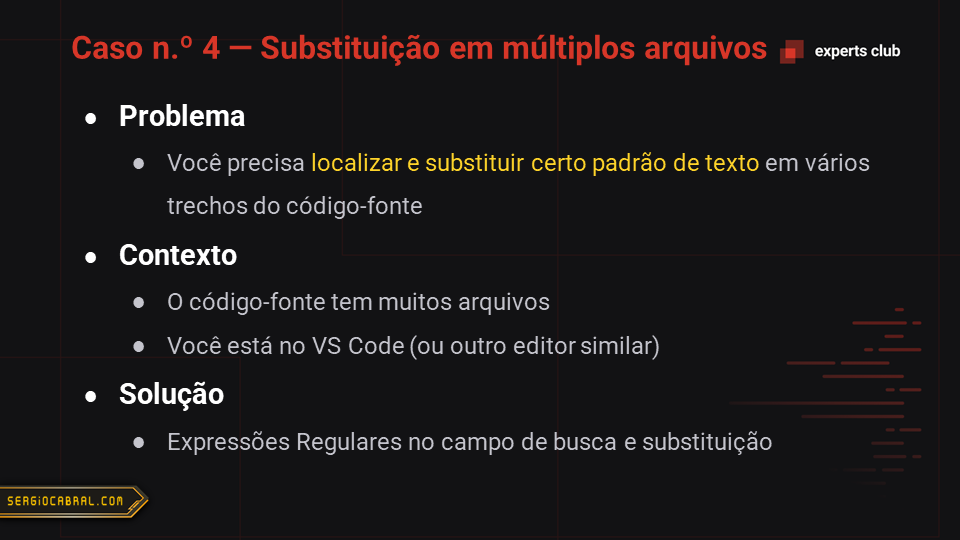 Caso n.º 4 — Substituição em múltiplos arquivos
experts club
● Problema
● Você precisa localizar e substituir certo padrão de texto em vários
trechos do código-fonte
● Contexto
● O código-fonte tem muitos arquivos
● Você está no VS Code (ou outro editor similar)
● Solução
● Expressões Regulares no campo de busca e substituição
SERGIOCABRAL.COM